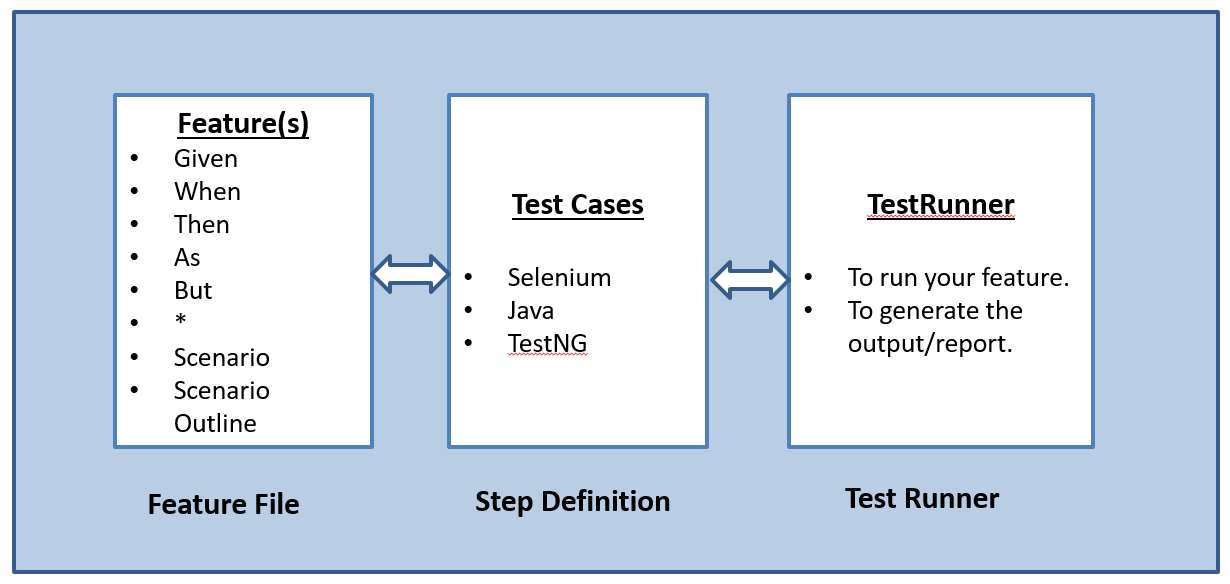 Feature(s)
• Given
• When
• Then
• As
• But
• *
• Scenario
• Scenario
Outline
Feature File
Test Cases
• Selenium
• Java
• TestNG
Step Definition
TestRunner
• To run your feature.
• To generate the
output/report.
Test Runner